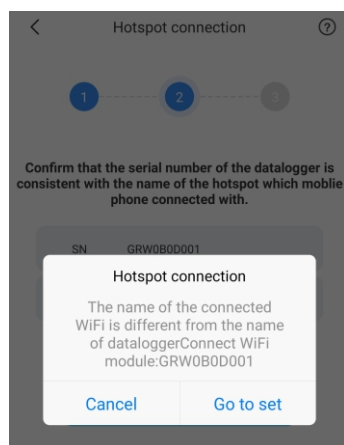 Hotspot connection
?
1
2
3
Confirm that the serial number of the datalogger is
consistent with the name of the hotspot which moblie
phone connected with.
SN GRW0B0D001
Hotspot connection
The name of the connected
WiFi is different from the name
of dataloggerConnect WiFi
module:GRW0B0D001
Cancel Go to set